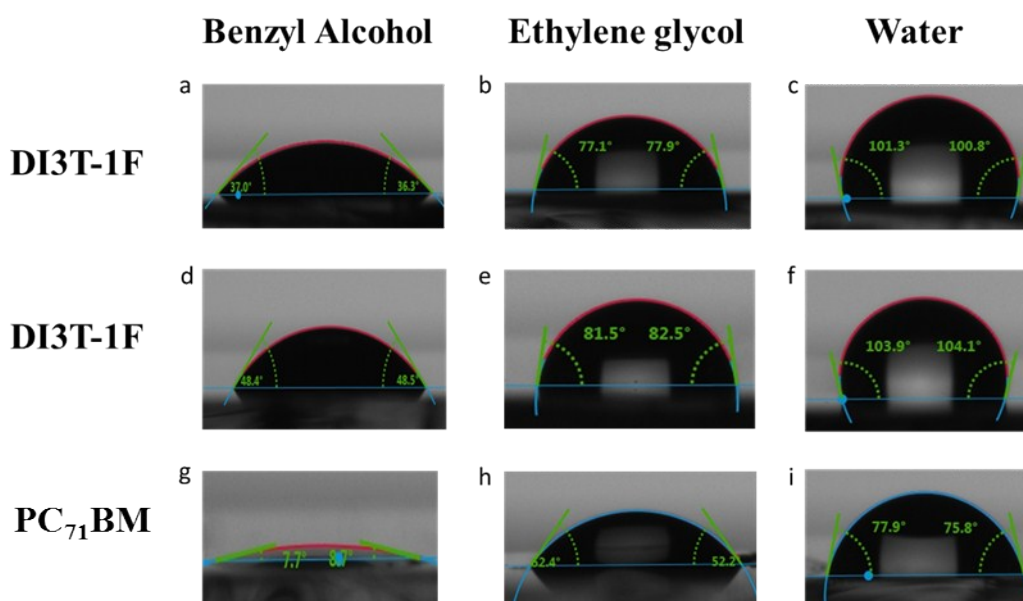 Benzyl Alcohol Ethylene glycol Water
a b c
DI3T-1F
37.0° 36.3° 77.1° 77.9° 101.3° 100.8°
d e f
DI3T-1F
48.4° 48.5° 81.5° 82.5° 103.9° 104.1°
g h i
PC₇₁BM
7.7° 52.2 77.9° 75.8°